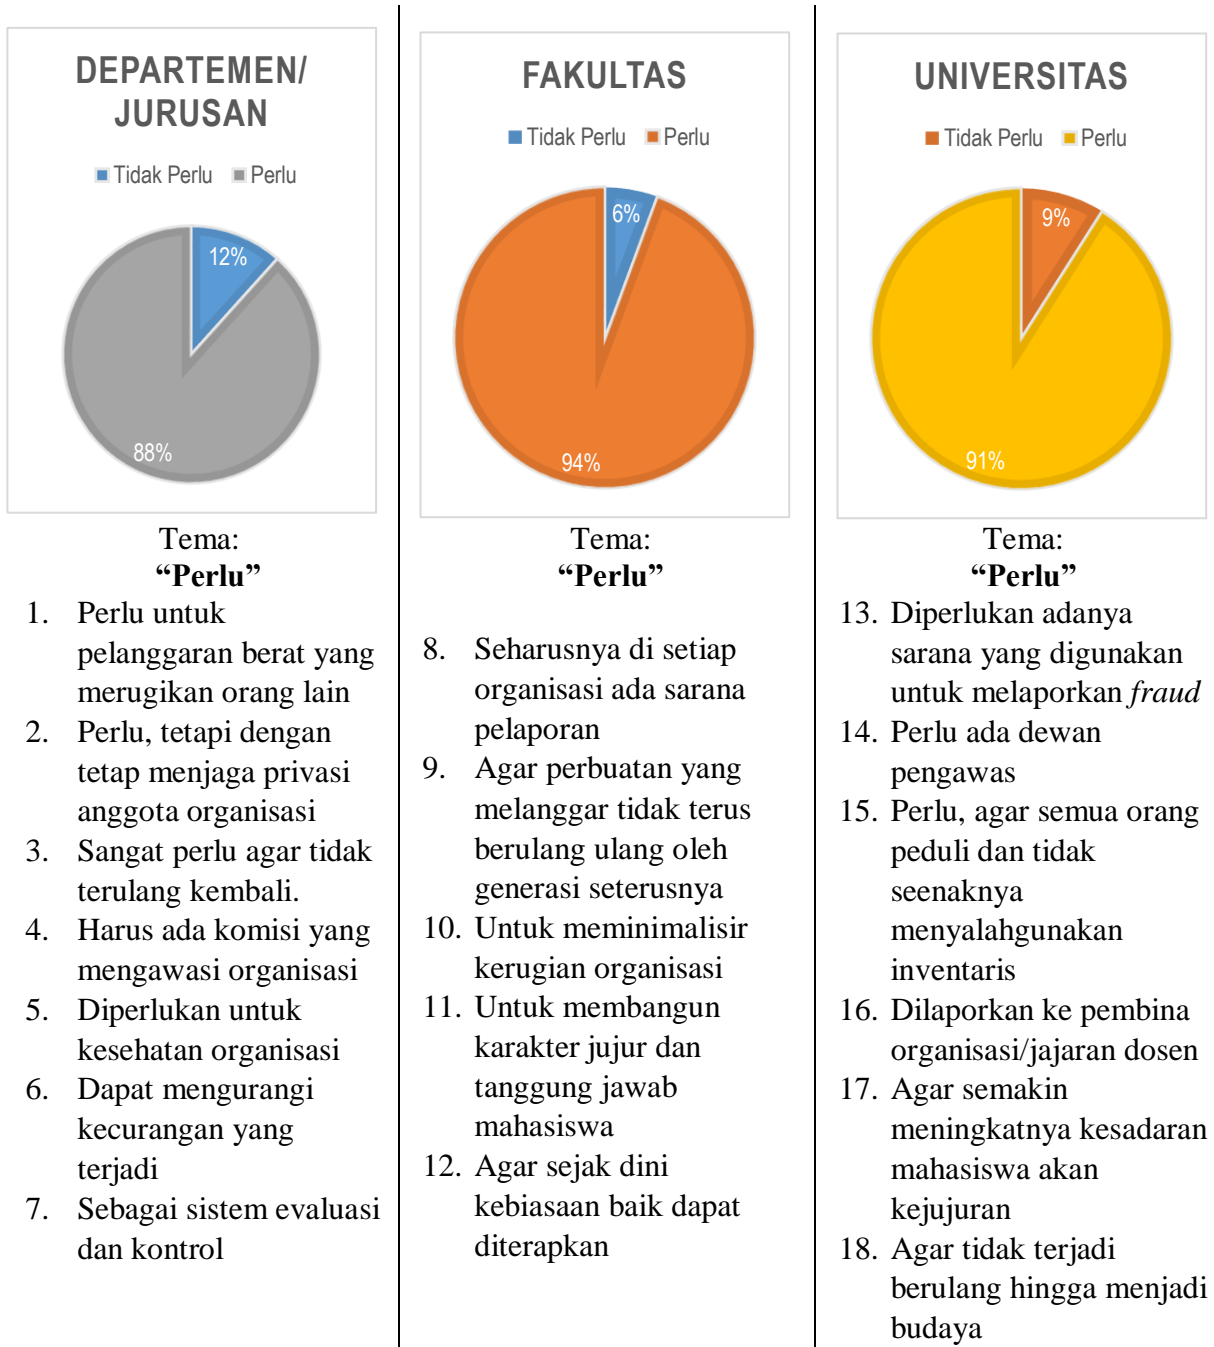 DEPARTEMEN/
JURUSAN
Tidak Perlu Perlu
12%
88%
Tema:
“Perlu”
1. Perlu untuk
pelanggaran berat yang
merugikan orang lain
2. Perlu, tetapi dengan
tetap menjaga privasi
anggota organisasi
3. Sangat perlu agar tidak
terulang kembali.
4. Harus ada komisi yang
mengawasi organisasi
5. Diperlukan untuk
kesehatan organisasi
6. Dapat mengurangi
kecurangan yang
terjadi
7. Sebagai sistem evaluasi
dan kontrol
FAKULTAS
Tidak Perlu Perlu
6%
94%
Tema:
“Perlu”
8. Seharusnya di setiap
organisasi ada sarana
pelaporan
9. Agar perbuatan yang
melanggar tidak terus
berulang ulang oleh
generasi seterusnya
10. Untuk meminimalisir
kerugian organisasi
11. Untuk membangun
karakter jujur dan
tanggung jawab
mahasiswa
12. Agar sejak dini
kebiasaan baik dapat
diterapkan
UNIVERSITAS
Tidak Perlu Perlu
9%
91%
Tema:
“Perlu”
13. Diperlukan adanya
sarana yang digunakan
untuk melaporkan fraud
14. Perlu ada dewan
pengawas
15. Perlu, agar semua orang
peduli dan tidak
seenaknya
menyalahgunakan
inventaris
16. Dilaporkan ke pembina
organisasi/jajaran dosen
17. Agar semakin
meningkatnya kesadaran
mahasiswa akan
kejujuran
18. Agar tidak terjadi
berulang hingga menjadi
budaya